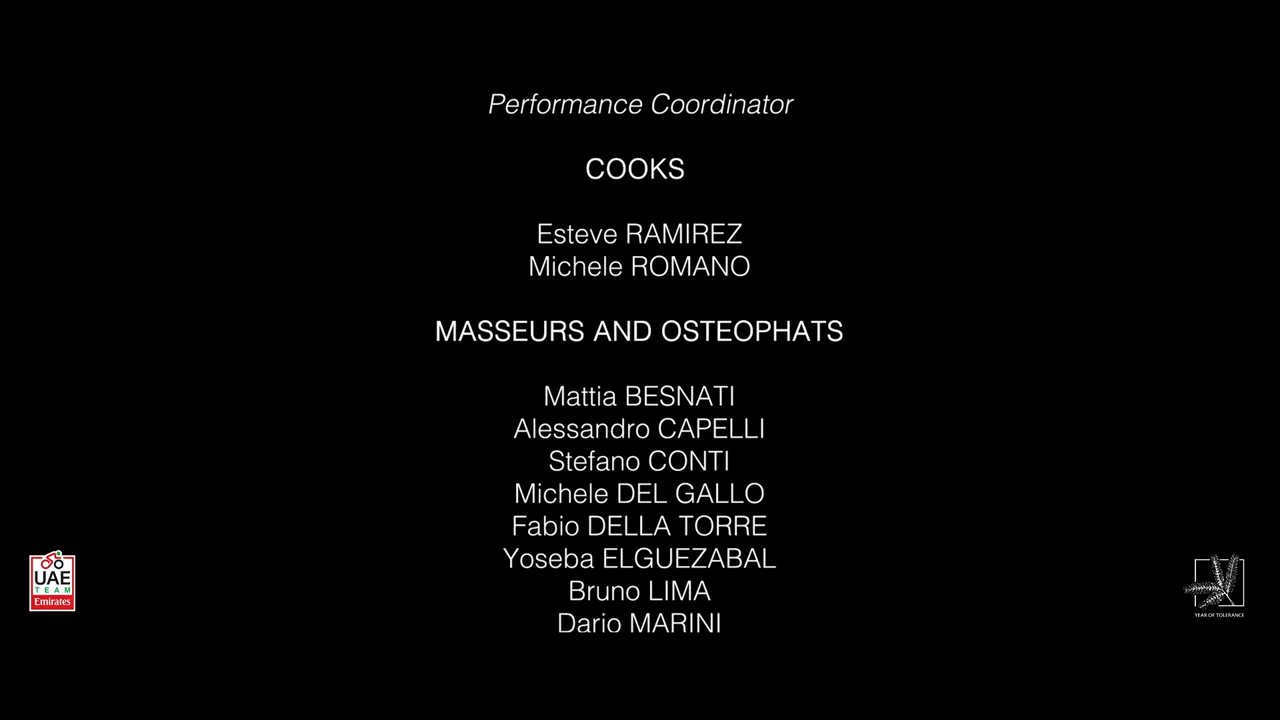 Performance Coordinator
COOKS
Esteve RAMIREZ
Michele ROMANO
MASSEURS AND OSTEOPHATS
Mattia BESNATI
Alessandro CAPELLI
Stefano CONTI
Michele DEL GALLO
Fabio DELLA TORRE
Yoseba ELGUEZABAL
Bruno LIMA
Dario MARINI
UAE
TEAM
Emirates
YEAR OF TOLERANCE